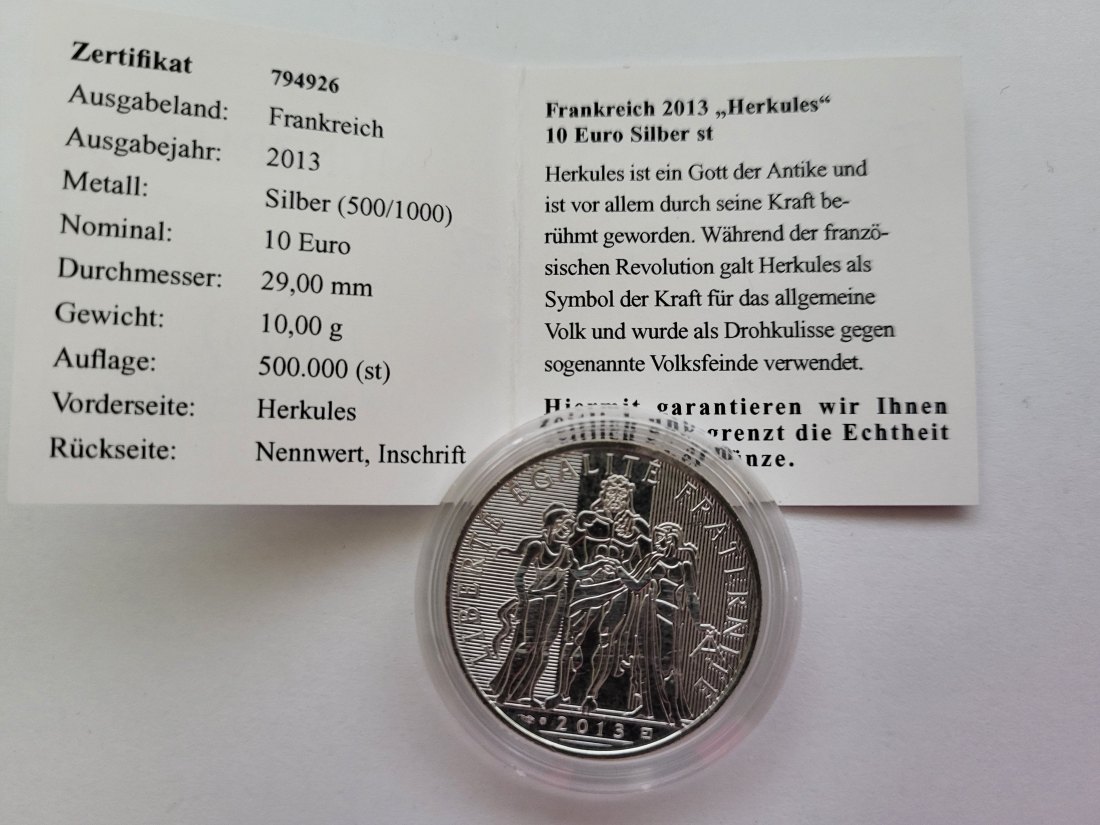 Zertifikat 794926
Ausgabeland: Frankreich
Ausgabejahr: 2013
Metall: Silber (500/1000)
Nominal: 10 Euro
Durchmesser: 29,00 mm
Gewicht: 10,00 g
Auflage: 500.000 (st)
Vorderseite: Herkules
Rückseite: Nennwert, Inschrift
Frankreich 2013 „Herkules“
10 Euro Silber st
Herkules ist ein Gott der Antike und
ist vor allem durch seine Kraft be-
rühmt geworden. Während der franzö-
sischen Revolution galt Herkules als
Symbol der Kraft für das allgemeine
Volk und wurde als Drohkulisse gegen
sogenannte Volksfeinde verwendet.
Hiermit garantieren wir Ihnen
zeitlich unbegrenzt die Echtheit
LIBERTÉ EGALITÉ FRATERNITÉ
2013